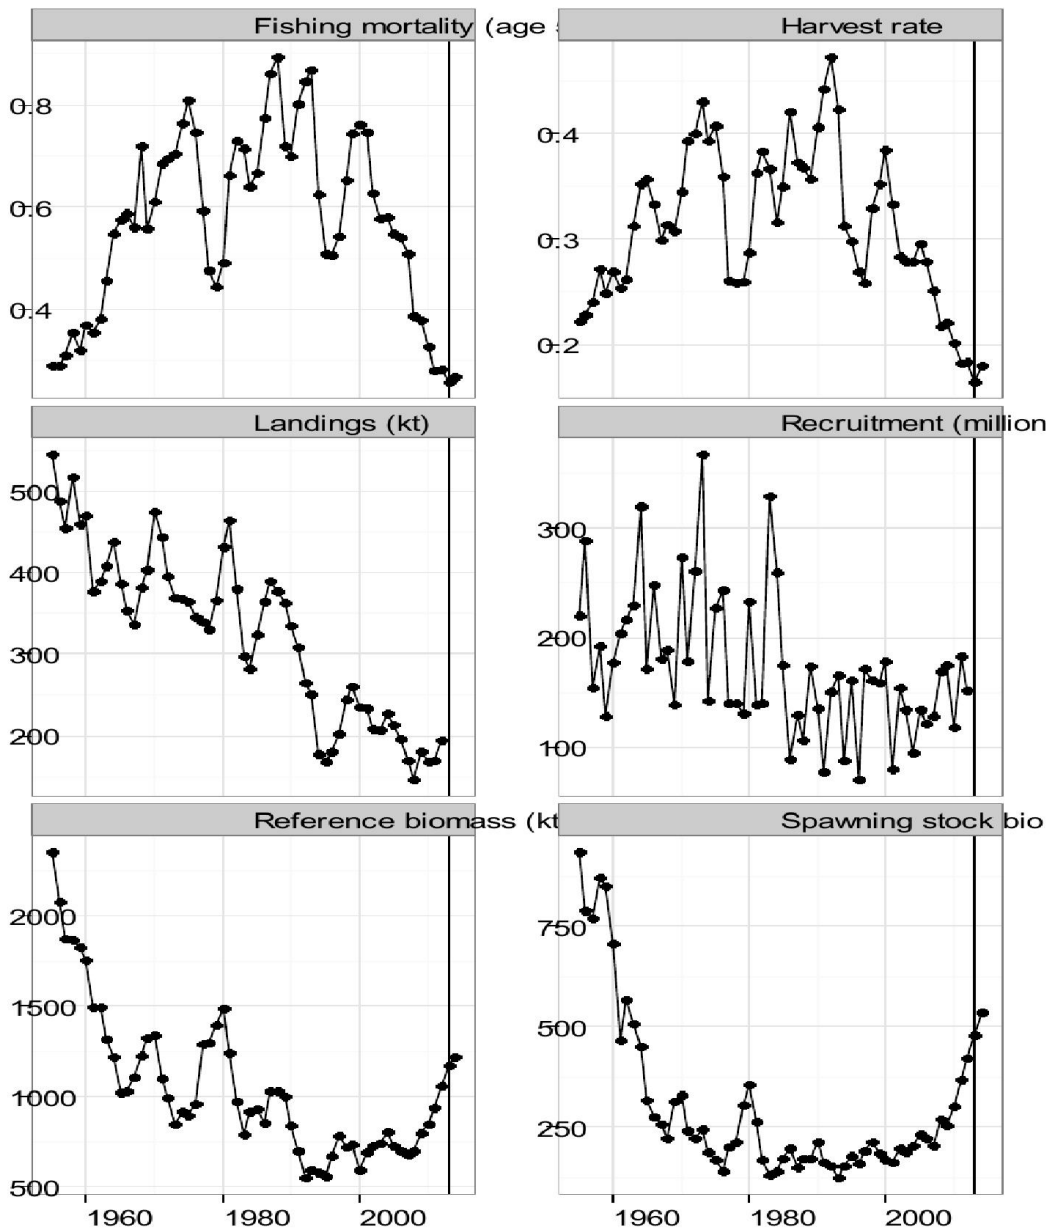 Fishing mortality (age
Harvest rate
0.8
0.6
0.4
0.4
0.3
0.2
Landings (kt)
Recruitment (million
500
400
300
200
300
200
100
Reference biomass (kt
Spawning stock bio
2000
1500
1000
500
750
500
250
1960 1980 2000
1960 1980 2000